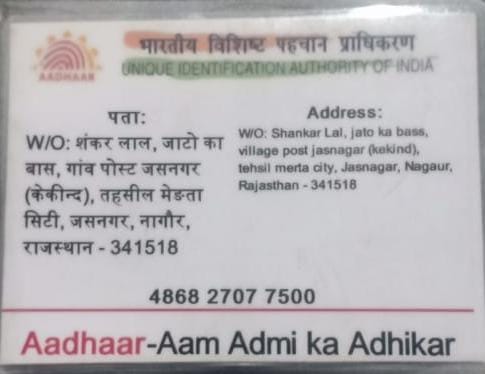 भारतीय विशिष्ट पहचान प्राधिकरण
UNIQUE IDENTIFICATION AUTHORITY OF INDIA
AADHAAR
पता:
W/O: शंकर लाल, जाटो का
बास, गांव पोस्ट जसनगर
(केकीन्द), तहसील मेङता
सिटी, जसनगर, नागौर,
राजस्थान - 341518
Address:
W/O: Shankar Lal, jato ka bass,
village post jasnagar (kekind),
tehsil merta city, Jasnagar, Nagaur,
Rajasthan - 341518
4868 2707 7500
Aadhaar-Aam Admi ka Adhikar